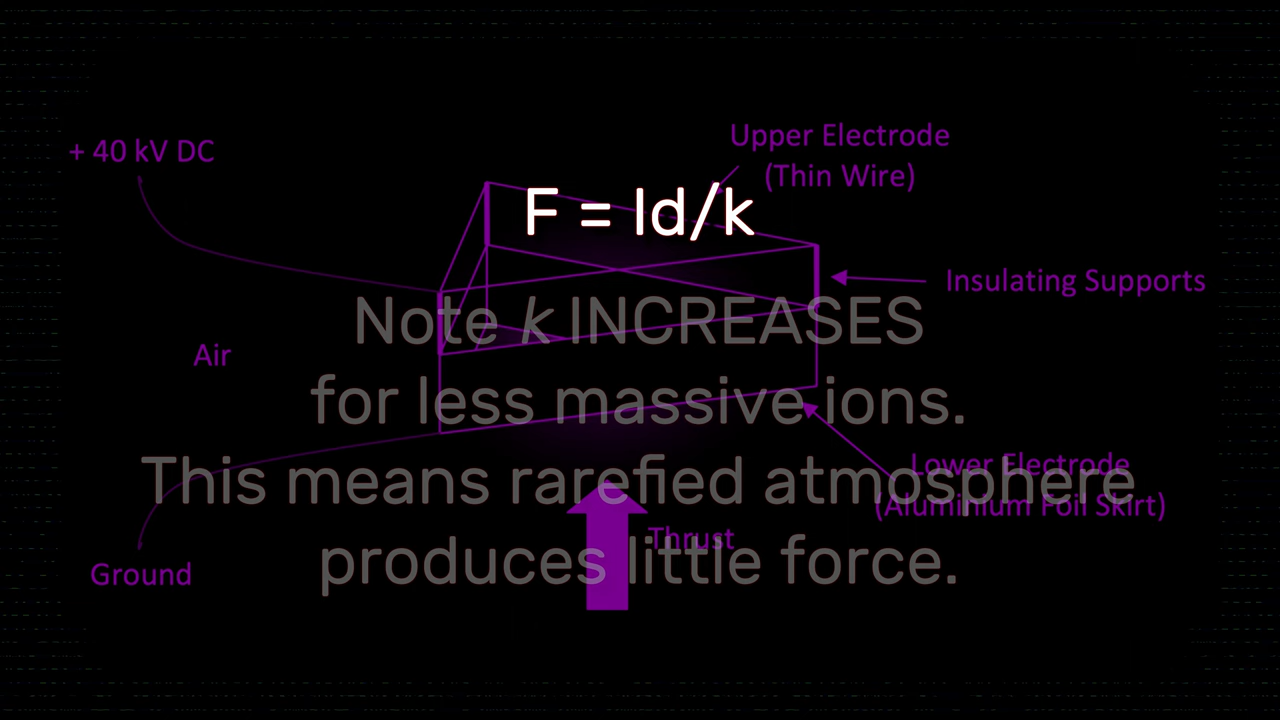 + 40 kV DC
Upper Electrode
(Thin Wire)
F = Id/k
Insulating Supports
Note k INCREASES
Air
for less massive ions.
Lower Electrode
(Aluminium Foil Skirt)
This means rarefied atmosphere
Thrust
produces little force.
Ground